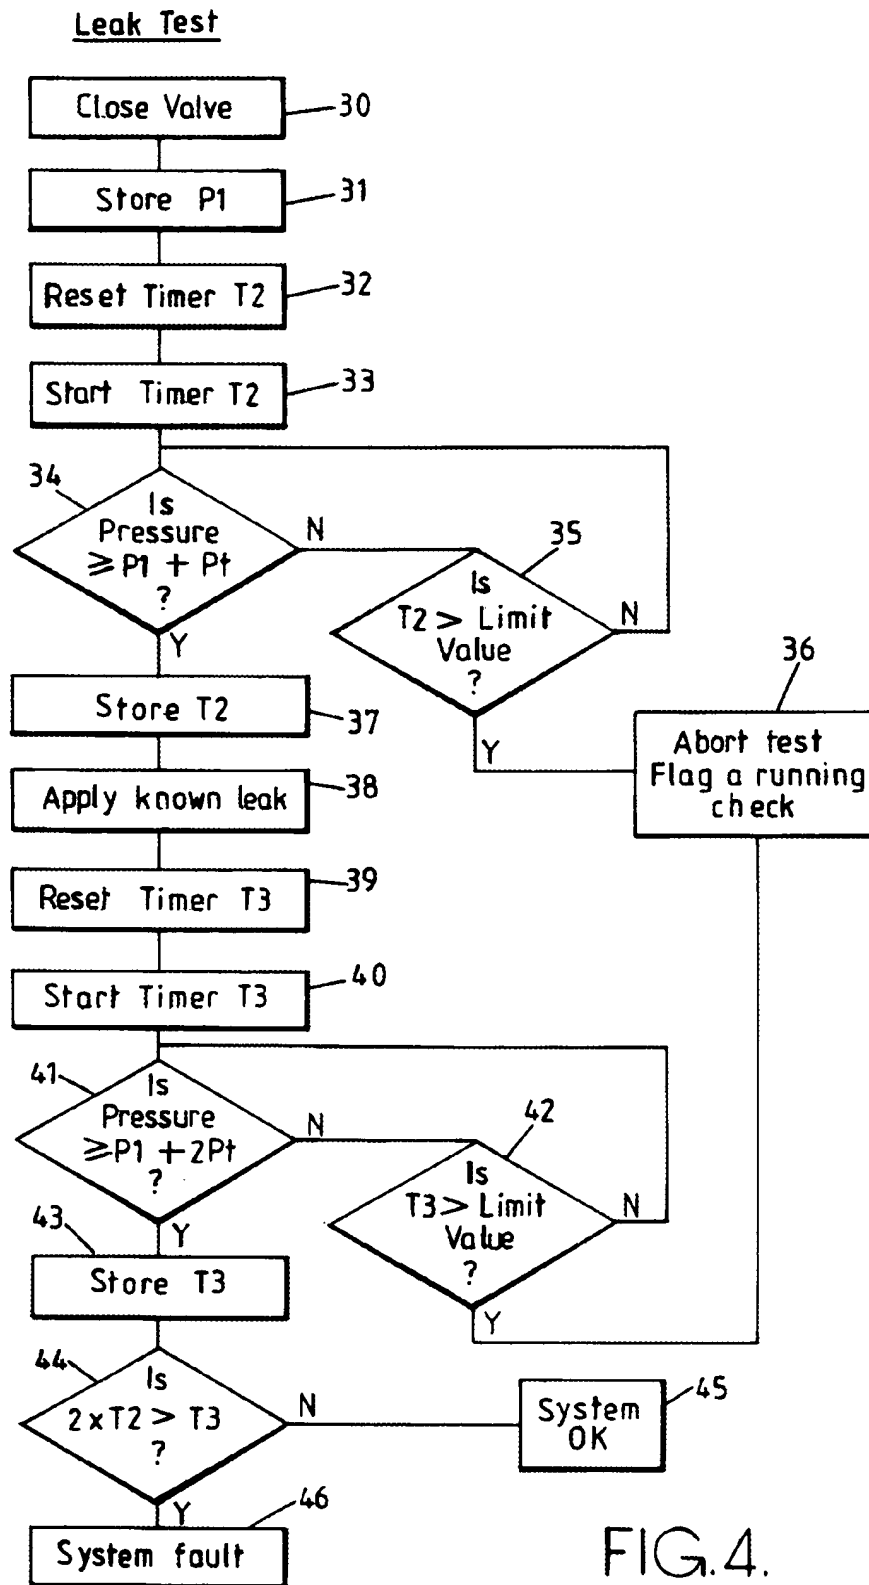 Leak Test
Close Valve
30
Store P1
31
Reset Timer T2
32
Start Timer T2
33
34
Is
Pressure
≥P1 + Pt
?
N
Y
35
Is
T2 > Limit
Value
?
N
Y
36
Abort test
Flag a running
check
Store T2
37
Apply known leak
38
Reset Timer T3
39
Start Timer T3
40
41
Is
Pressure
≥P1 + 2Pt
?
N
Y
42
Is
T3 > Limit
Value
?
N
Y
43
Store T3
44
Is
2 x T2 > T3
?
N
Y
45
System
OK
46
System fault
FIG.4.